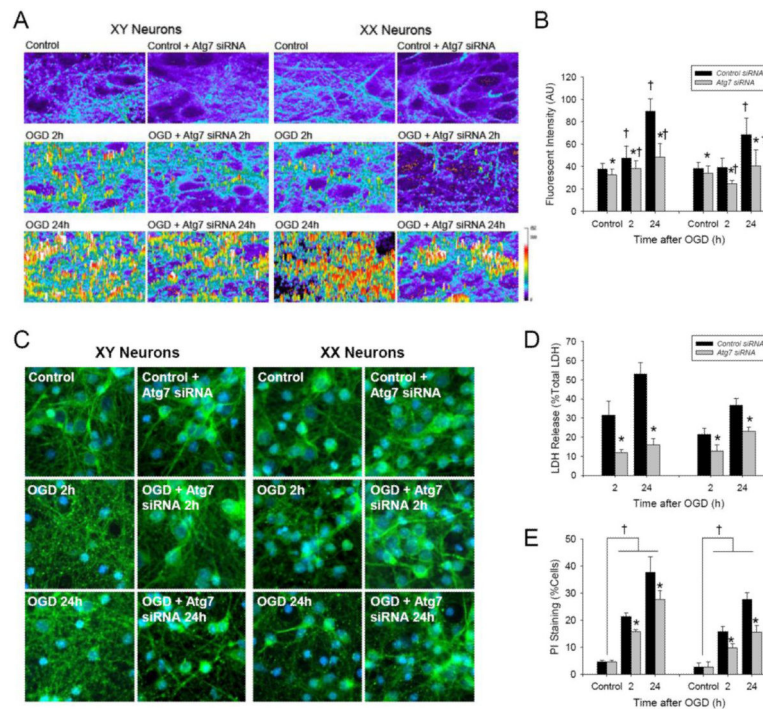 A
XY Neurons
XX Neurons
Control
Control + Atg7 siRNA
Control
Control + Atg7 siRNA
OGD 2h
OGD + Atg7 siRNA 2h
OGD 2h
OGD + Atg7 siRNA 2h
OGD 24h
OGD + Atg7 siRNA 24h
OGD 24h
OGD + Atg7 siRNA 24h
B
Control siRNA
Atg7 siRNA
Fluorescent Intensity (AU)
120
100
80
60
40
20
0
* † *† † *† * *† † *
Control 2 24 Control 2 24
Time after OGD (h)
C
XY Neurons
XX Neurons
Control
Control +
Atg7 siRNA
Control
Control +
Atg7 siRNA
OGD 2h
OGD + Atg7
siRNA 2h
OGD 2h
OGD + Atg7
siRNA 2h
OGD 24h
OGD + Atg7
siRNA 24h
OGD 24h
OGD + Atg7
siRNA 24h
D
Control siRNA
Atg7 siRNA
LDH Release (%Total LDH)
70
60
50
40
30
20
10
0
* * * *
2 24 2 24
Time after OGD (h)
E
PI Staining (%Cells)
50
40
30
20
10
0
† †
* * * *
Control 2 24 Control 2 24
Time after OGD (h)